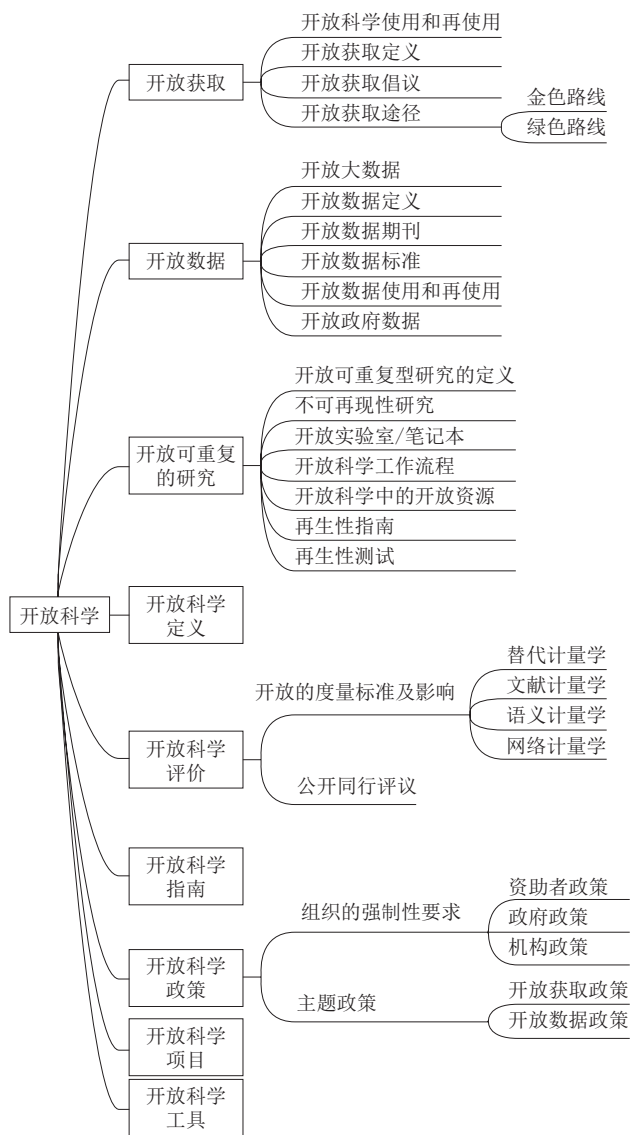 开放科学使用和再使用
开放获取定义
开放获取
开放获取倡议
金色路线
开放获取途径
绿色路线
开放大数据
开放数据定义
开放数据期刊
开放数据
开放数据标准
开放数据使用和再使用
开放政府数据
开放可重复型研究的定义
不可再现性研究
开放实验室/笔记本
开放可重复
的研究
开放科学工作流程
开放科学中的开放资源
再生性指南
再生性测试
开放科学
开放科学
定义
替代计量学
开放的度量标准及影响
文献计量学
语义计量学
网络计量学
开放科学
评价
公开同行评议
开放科学
指南
资助者政策
组织的强制性要求
政府政策
机构政策
开放科学
政策
主题政策
开放获取政策
开放数据政策
开放科学
项目
开放科学
工具